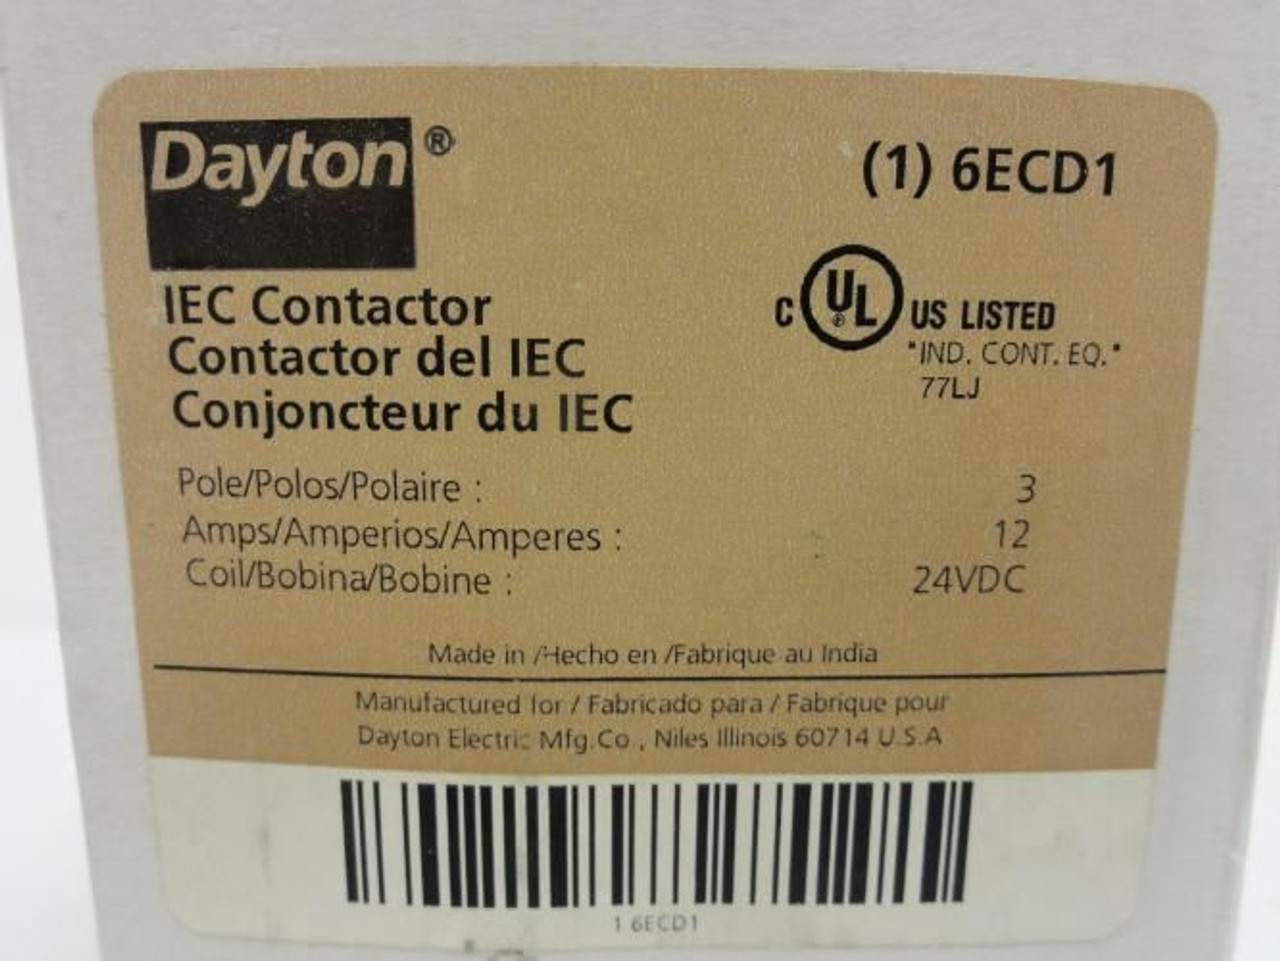 Dayton®
(1) 6ECD1
C UL® US LISTED
"IND. CONT. EQ."
77LJ
IEC Contactor
Contactor del IEC
Conjoncteur du IEC
Pole/Polos/Polaire : 3
Amps/Amperios/Amperes : 12
Coil/Bobina/Bobine : 24VDC
Made in /Hecho en /Fabrique au India
Manufactured for / Fabricado para / Fabrique pour
Dayton Electric Mfg.Co., Niles Illinois 60714 U.S.A
1 6ECD1